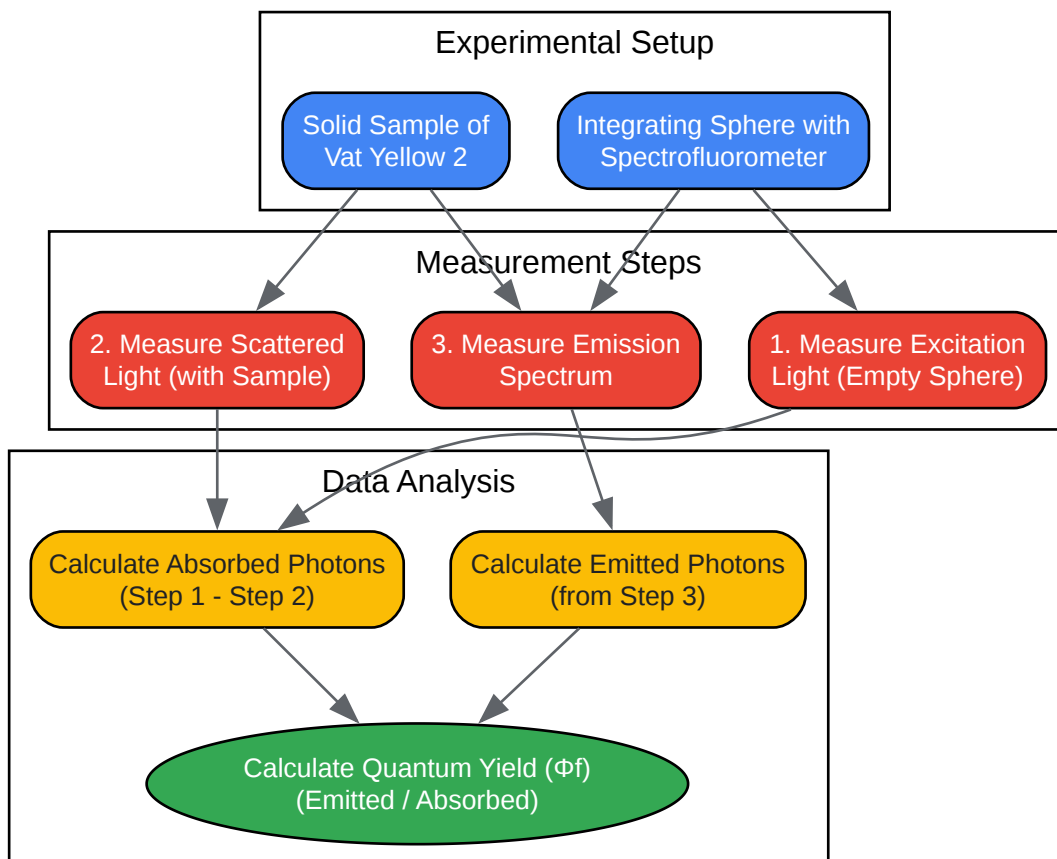 Experimental Setup
Solid Sample of
Vat Yellow 2
Integrating Sphere with
Spectrofluorometer
Measurement Steps
2. Measure Scattered
Light (with Sample)
3. Measure Emission
Spectrum
1. Measure Excitation
Light (Empty Sphere)
Data Analysis
Calculate Absorbed Photons
(Step 1 - Step 2)
Calculate Emitted Photons
(from Step 3)
Calculate Quantum Yield (Φf)
(Emitted / Absorbed)